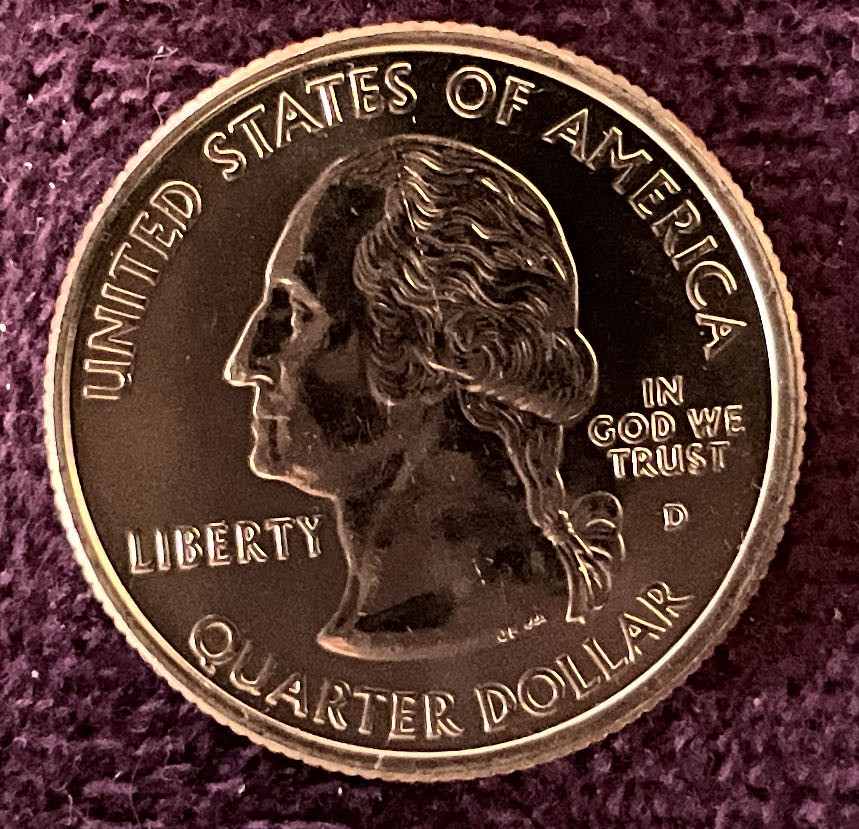 UNITED STATES OF AMERICA
IN
GOD WE
TRUST
D
LIBERTY
QUARTER DOLLAR